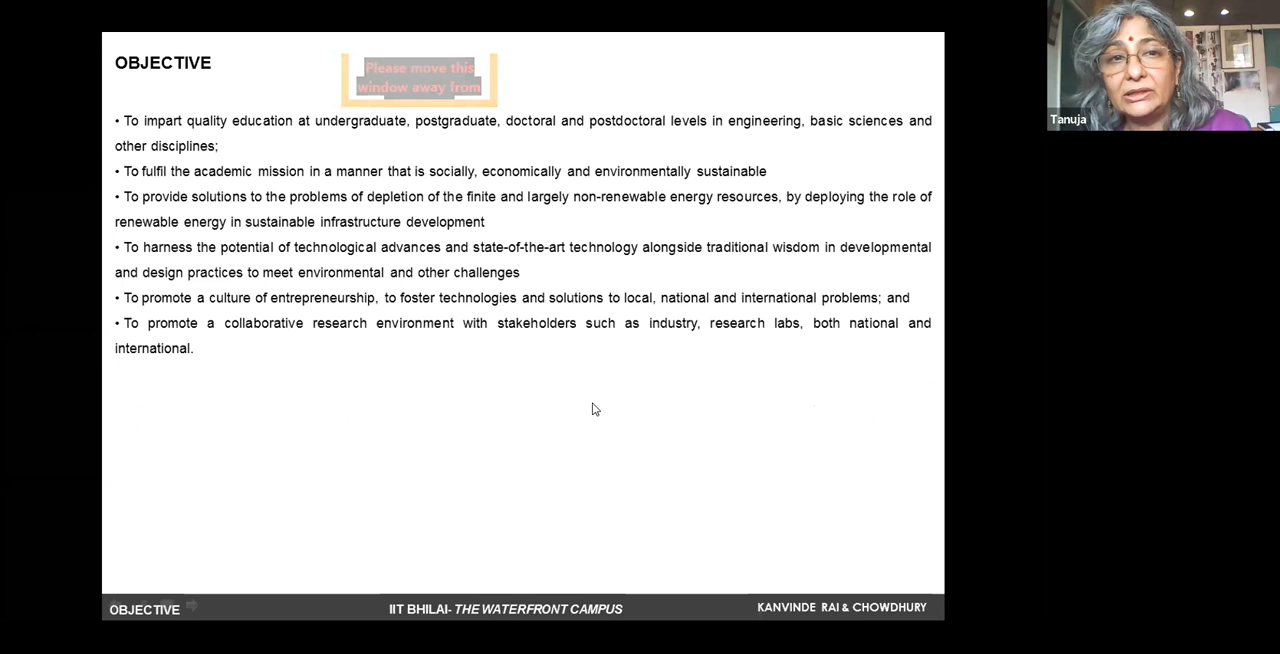 OBJECTIVE
Please move this
window away from
• To impart quality education at undergraduate, postgraduate, doctoral and postdoctoral levels in engineering, basic sciences and
other disciplines;
• To fulfil the academic mission in a manner that is socially, economically and environmentally sustainable
• To provide solutions to the problems of depletion of the finite and largely non-renewable energy resources, by deploying the role of
renewable energy in sustainable infrastructure development
• To harness the potential of technological advances and state-of-the-art technology alongside traditional wisdom in developmental
and design practices to meet environmental and other challenges
• To promote a culture of entrepreneurship, to foster technologies and solutions to local, national and international problems; and
• To promote a collaborative research environment with stakeholders such as industry, research labs, both national and
international.
OBJECTIVE
IIT BHILAI- THE WATERFRONT CAMPUS
KANVINDE RAI & CHOWDHURY
Tanuja